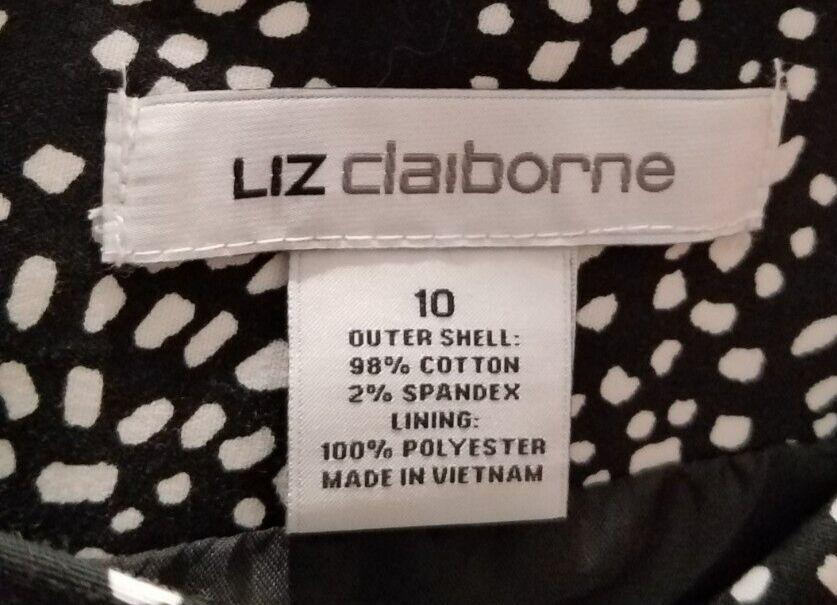 LIZ claiborne
10
OUTER SHELL:
98% COTTON
2% SPANDEX
LINING:
100% POLYESTER
MADE IN VIETNAM